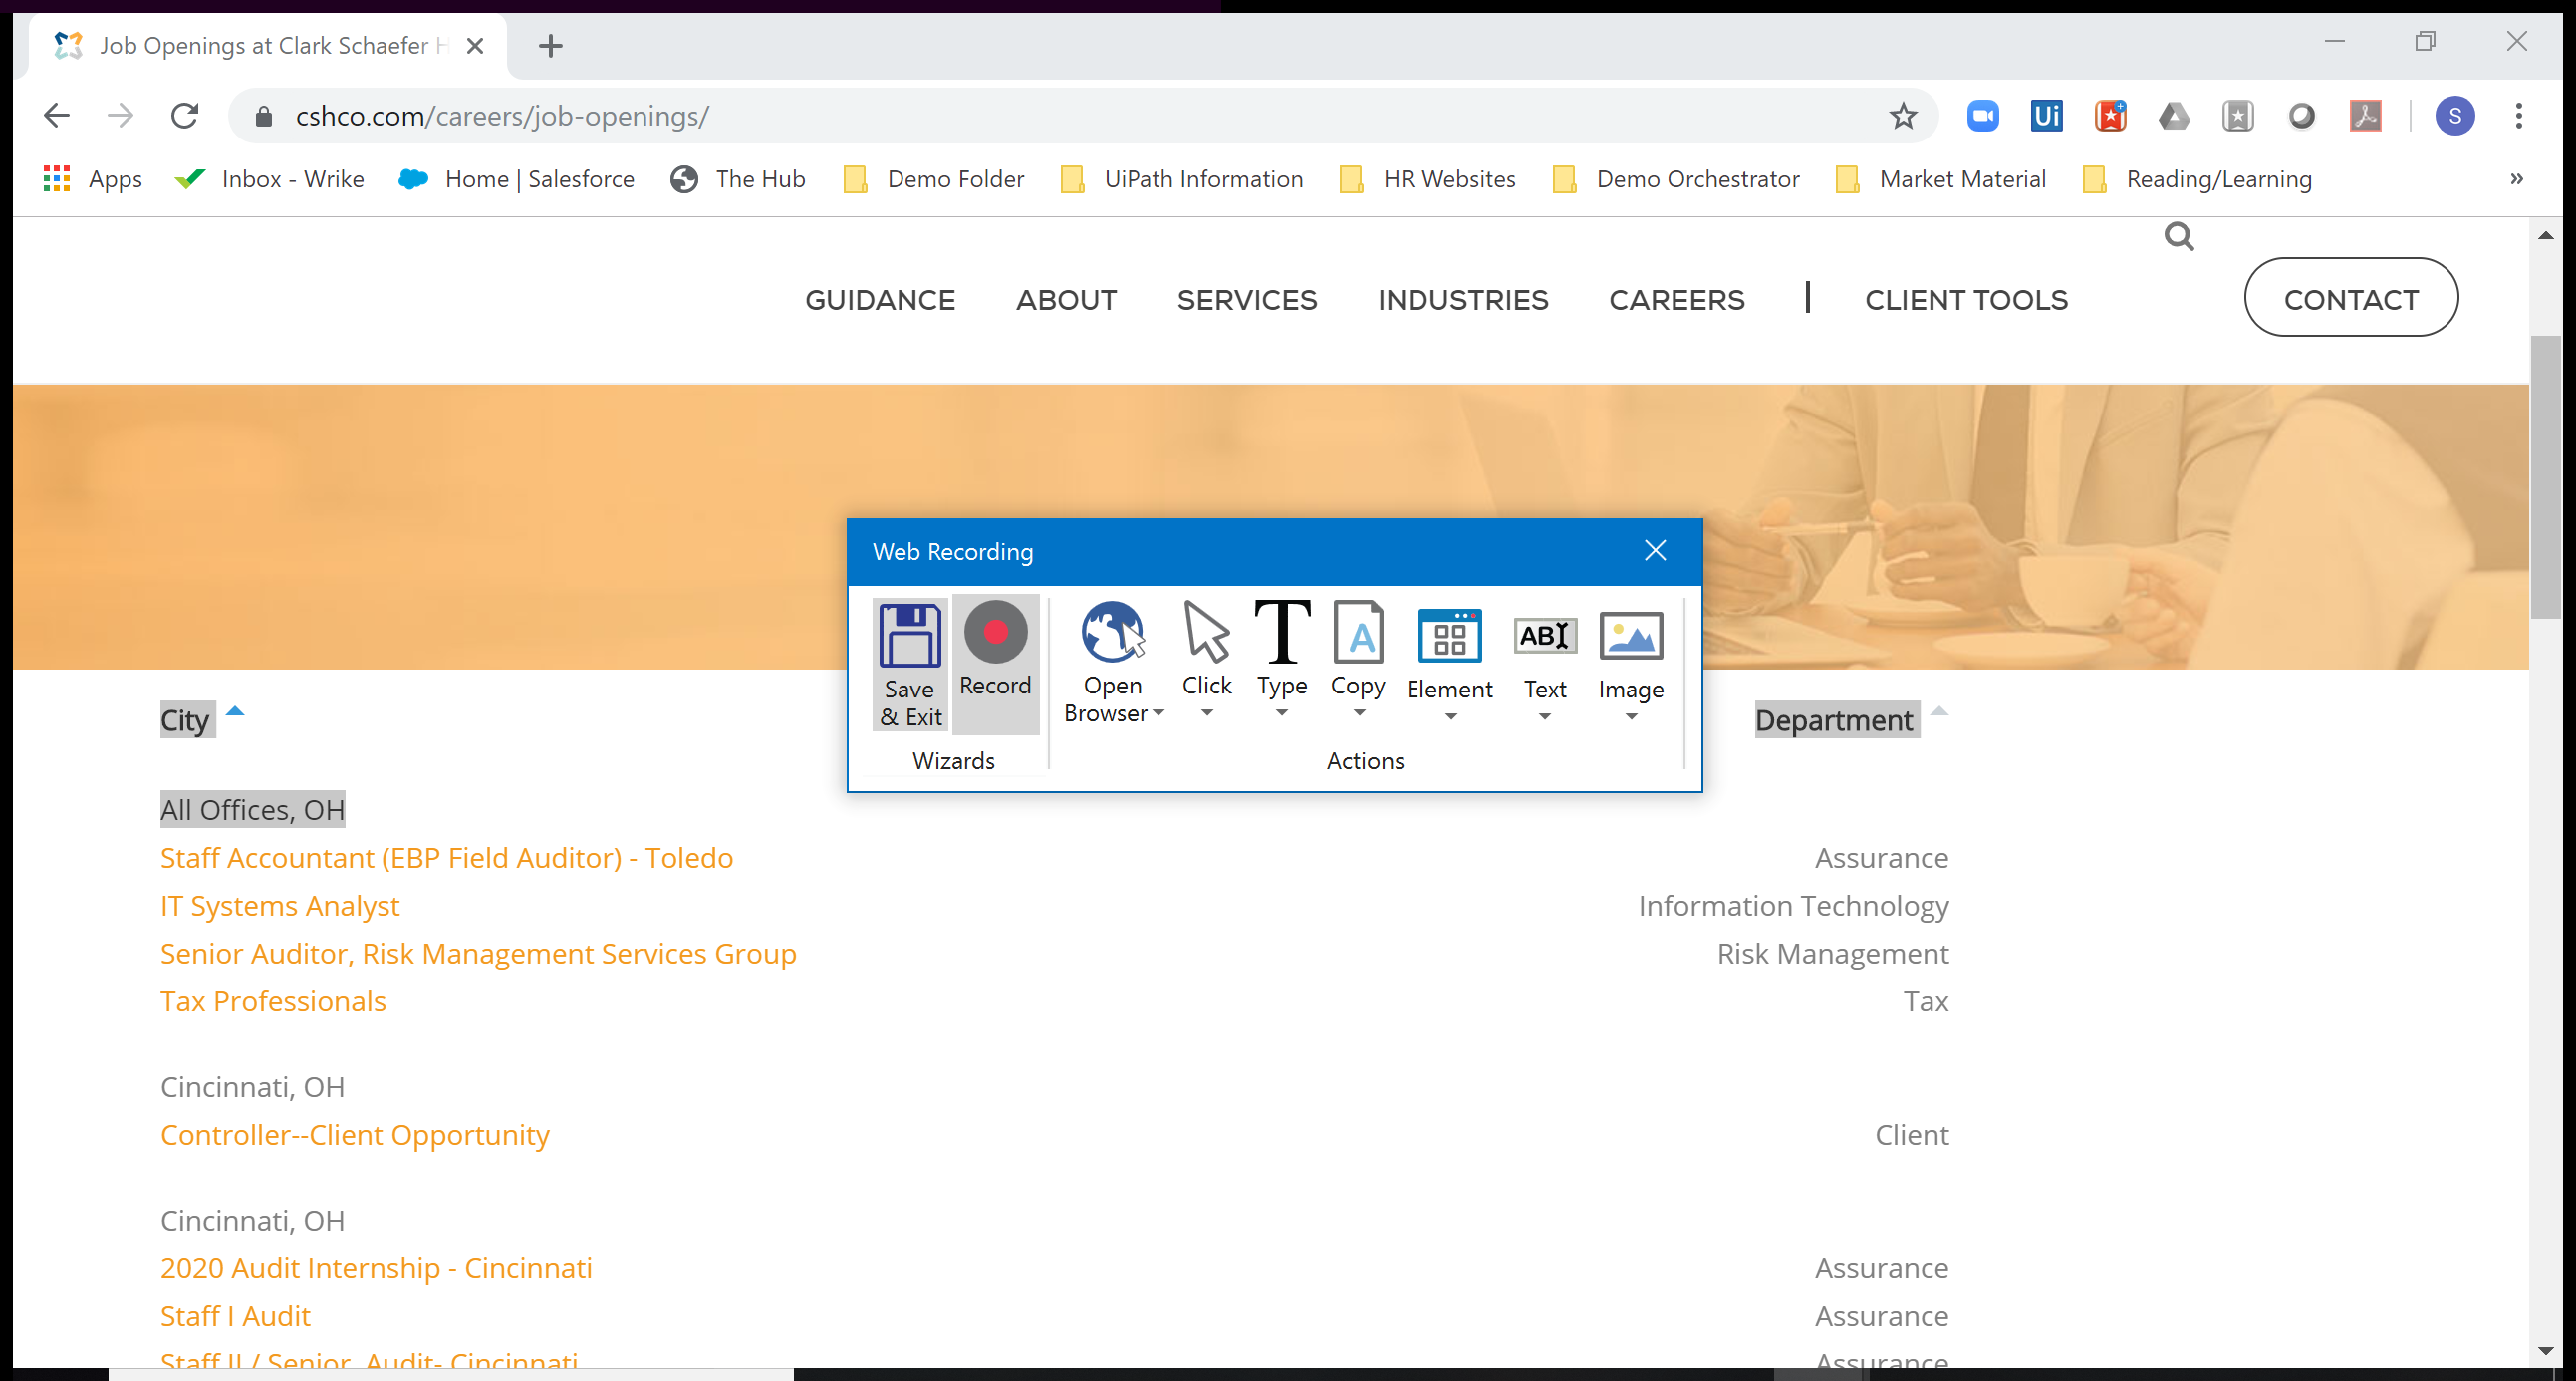 Job Openings at Clark Schaefer H
cshco.com/careers/job-openings/
Ui
S
Apps
Inbox - Wrike
Home | Salesforce
The Hub
Demo Folder
UiPath Information
HR Websites
Demo Orchestrator
Market Material
Reading/Learning
»
GUIDANCE ABOUT SERVICES INDUSTRIES CAREERS | CLIENT TOOLS CONTACT
Web Recording
Save & Exit
Record
Open Browser
T
Click
Type
A
Copy
Element
ABI
Text
Image
Wizards
Actions
City Department
All Offices, OH
Staff Accountant (EBP Field Auditor) - Toledo Assurance
IT Systems Analyst Information Technology
Senior Auditor, Risk Management Services Group Risk Management
Tax Professionals Tax
Cincinnati, OH
Controller--Client Opportunity Client
Cincinnati, OH
2020 Audit Internship - Cincinnati Assurance
Staff I Audit Assurance
Staff II / Senior, Audit- Cincinnati Assurance